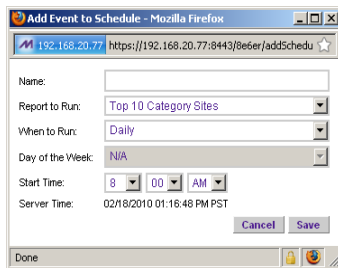 Add Event to Schedule - Mozilla Firefox
192.168.20.77 https://192.168.20.77:8443/8e6er/addSchedu
Name:
Report to Run: Top 10 Category Sites
When to Run: Daily
Day of the Week: N/A
Start Time: 8 00 AM
Server Time: 02/18/2010 01:16:48 PM PST
Cancel Save
Done